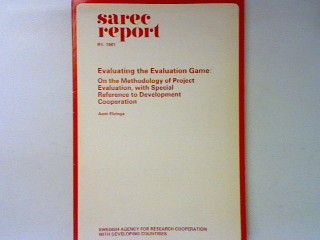 sarec
report
R1. 1981
Evaluating the Evaluation Game:
On the Methodology of Project
Evaluation, with Special
Reference to Development
Cooperation
SWEDISH AGENCY FOR RESEARCH COOPERATION
WITH DEVELOPING COUNTRIES